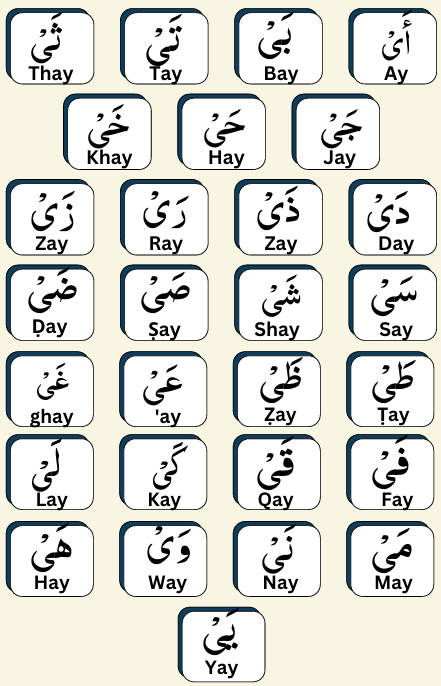 أَىْ
Ay
بَىْ
Bay
تَىْ
Tay
ثَىْ
Thay
جَىْ
Jay
حَىْ
Hay
خَىْ
Khay
دَىْ
Day
ذَىْ
Zay
رَىْ
Ray
زَىْ
Zay
سَىْ
Say
شَىْ
Shay
صَىْ
Ṣay
ضَىْ
Ḍay
طَىْ
Ṭay
ظَىْ
Ẓay
عَىْ
'ay
غَىْ
ghay
فَىْ
Fay
قَىْ
Qay
كَىْ
Kay
لَىْ
Lay
مَىْ
May
نَىْ
Nay
وَىْ
Way
هَىْ
Hay
يَىْ
Yay